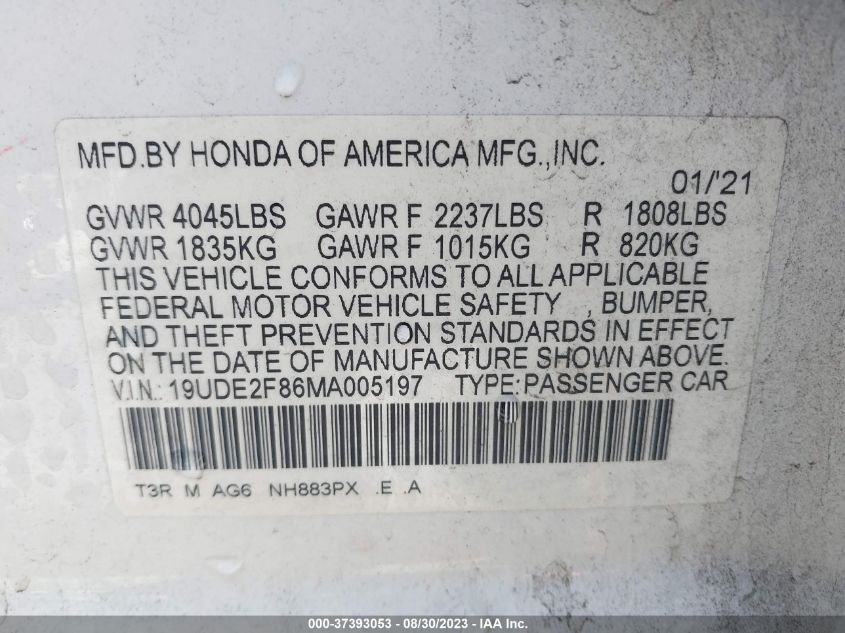 MFD.BY HONDA OF AMERICA MFG.,INC.
01/'21
GVWR 4045LBS GAWR F 2237LBS R 1808LBS
GVWR 1835KG GAWR F 1015KG R 820KG
THIS VEHICLE CONFORMS TO ALL APPLICABLE
FEDERAL MOTOR VEHICLE SAFETY , BUMPER,
AND THEFT PREVENTION STANDARDS IN EFFECT
ON THE DATE OF MANUFACTURE SHOWN ABOVE.
V.I.N.: 19UDE2F86MA005197 TYPE: PASSENGER CAR
T3R M AG6 NH883PX .E .A
000-37393053 — 08/30/2023 — IAA Inc.